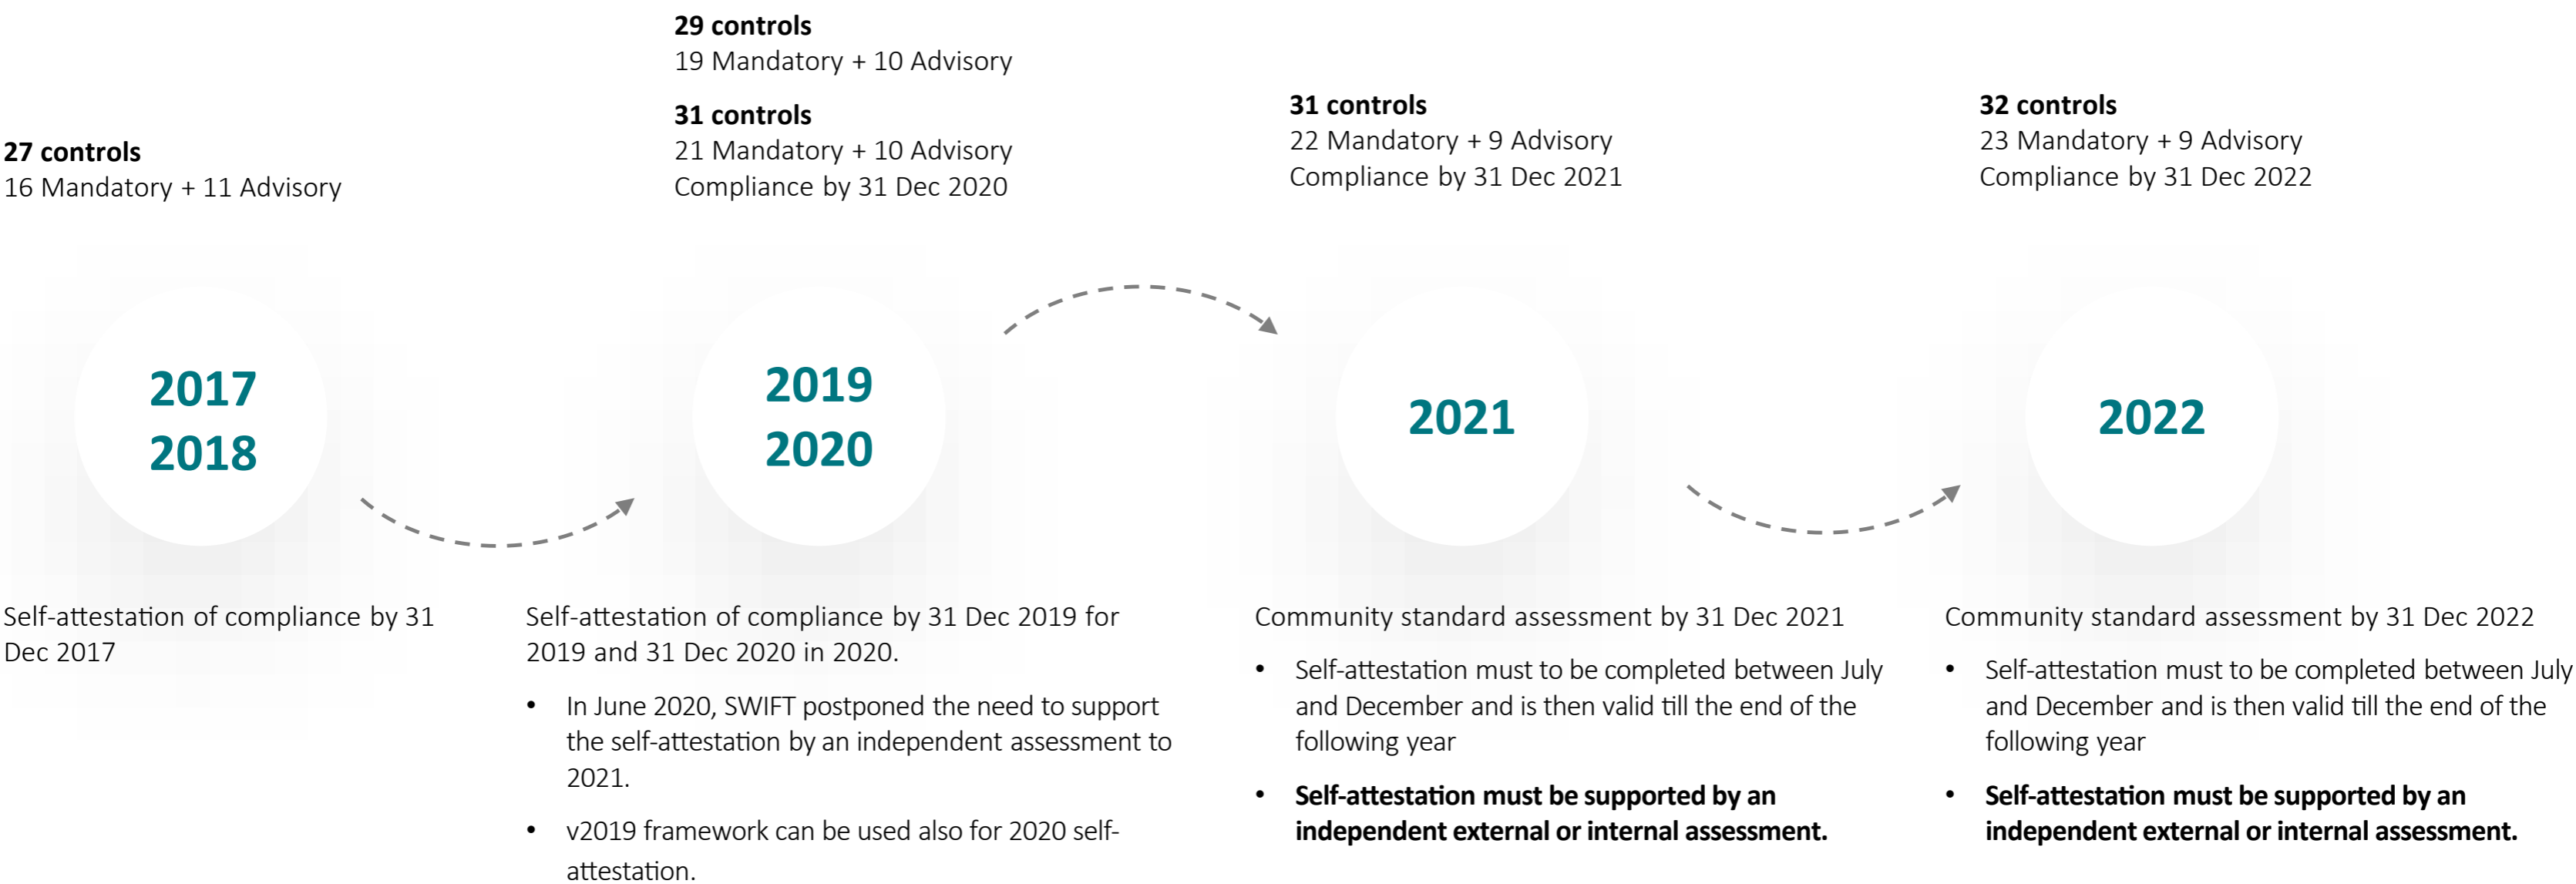 27 controls
16 Mandatory + 11 Advisory
2017
2018
Self-attestation of compliance by 31
Dec 2017
29 controls
19 Mandatory + 10 Advisory
31 controls
21 Mandatory + 10 Advisory
Compliance by 31 Dec 2020
2019
2020
Self-attestation of compliance by 31 Dec 2019 for
2019 and 31 Dec 2020 in 2020.
• In June 2020, SWIFT postponed the need to support
the self-attestation by an independent assessment to
2021.
• v2019 framework can be used also for 2020 self-
attestation.
31 controls
22 Mandatory + 9 Advisory
Compliance by 31 Dec 2021
2021
Community standard assessment by 31 Dec 2021
• Self-attestation must to be completed between July
and December and is then valid till the end of the
following year
• Self-attestation must be supported by an
independent external or internal assessment.
32 controls
23 Mandatory + 9 Advisory
Compliance by 31 Dec 2022
2022
Community standard assessment by 31 Dec 2022
• Self-attestation must to be completed between July
and December and is then valid till the end of the
following year
• Self-attestation must be supported by an
independent external or internal assessment.